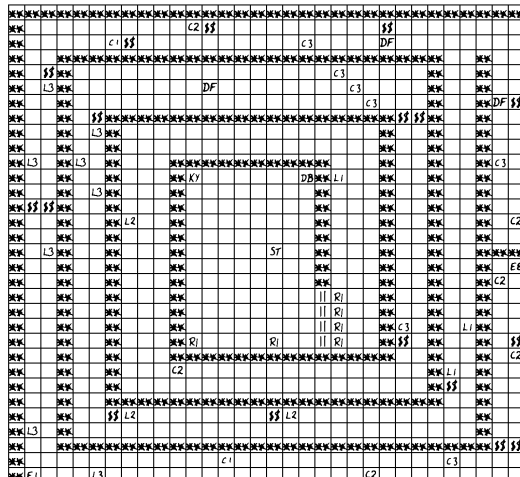 C2 $$ $$
C1 $$ C3 DF
$$ C3
L3 DF C3
C3 DF $$
$$ $$ $$
L3
L3 L3 C3
KY DB L1
L3
$$ $$
L2 C2
L3 ST
EE
C2
|| R1
|| R1
|| R1 C3 L1
R1 R1 || R1 $$ $$
C2
C2 L1
$$
$$ L2 $$ L2
L3
$$ $$
C1 C3
E1 L3 C2